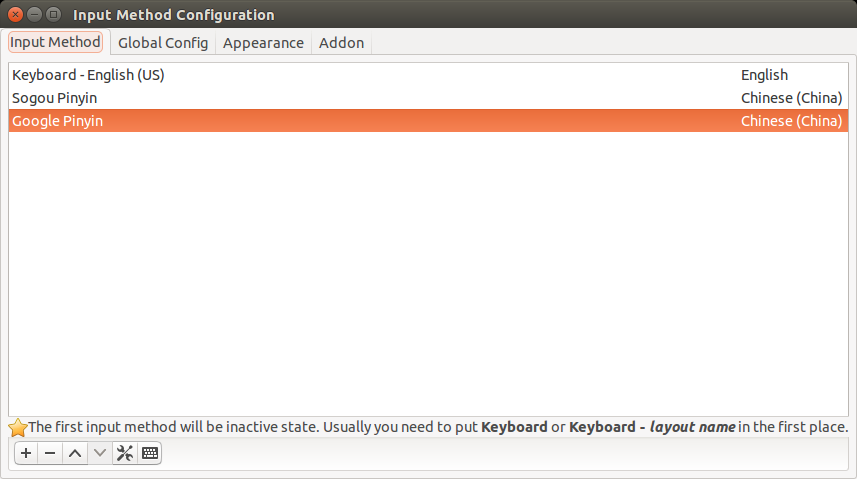 Input Method Configuration
Input Method Global Config Appearance Addon
Keyboard - English (US) English
Sogou Pinyin Chinese (China)
Google Pinyin Chinese (China)
The first input method will be inactive state. Usually you need to put Keyboard or Keyboard - layout name in the first place.